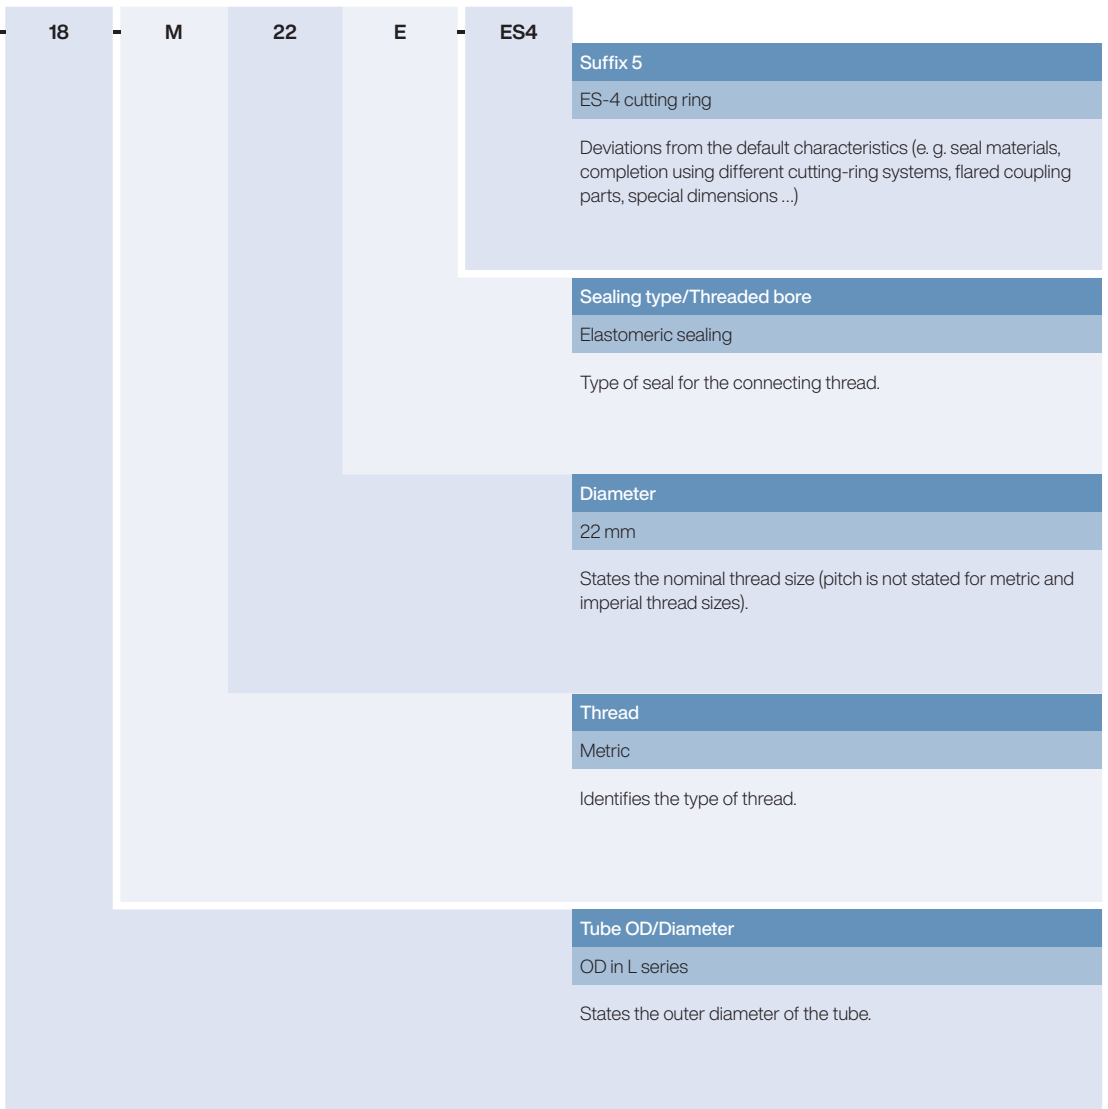 - 18 - M 22 E - ES4
Suffix 5
ES-4 cutting ring
Deviations from the default characteristics (e. g. seal materials,
completion using different cutting-ring systems, flared coupling
parts, special dimensions ...)
Sealing type/Threaded bore
Elastomeric sealing
Type of seal for the connecting thread.
Diameter
22 mm
States the nominal thread size (pitch is not stated for metric and
imperial thread sizes).
Thread
Metric
Identifies the type of thread.
Tube OD/Diameter
OD in L series
States the outer diameter of the tube.